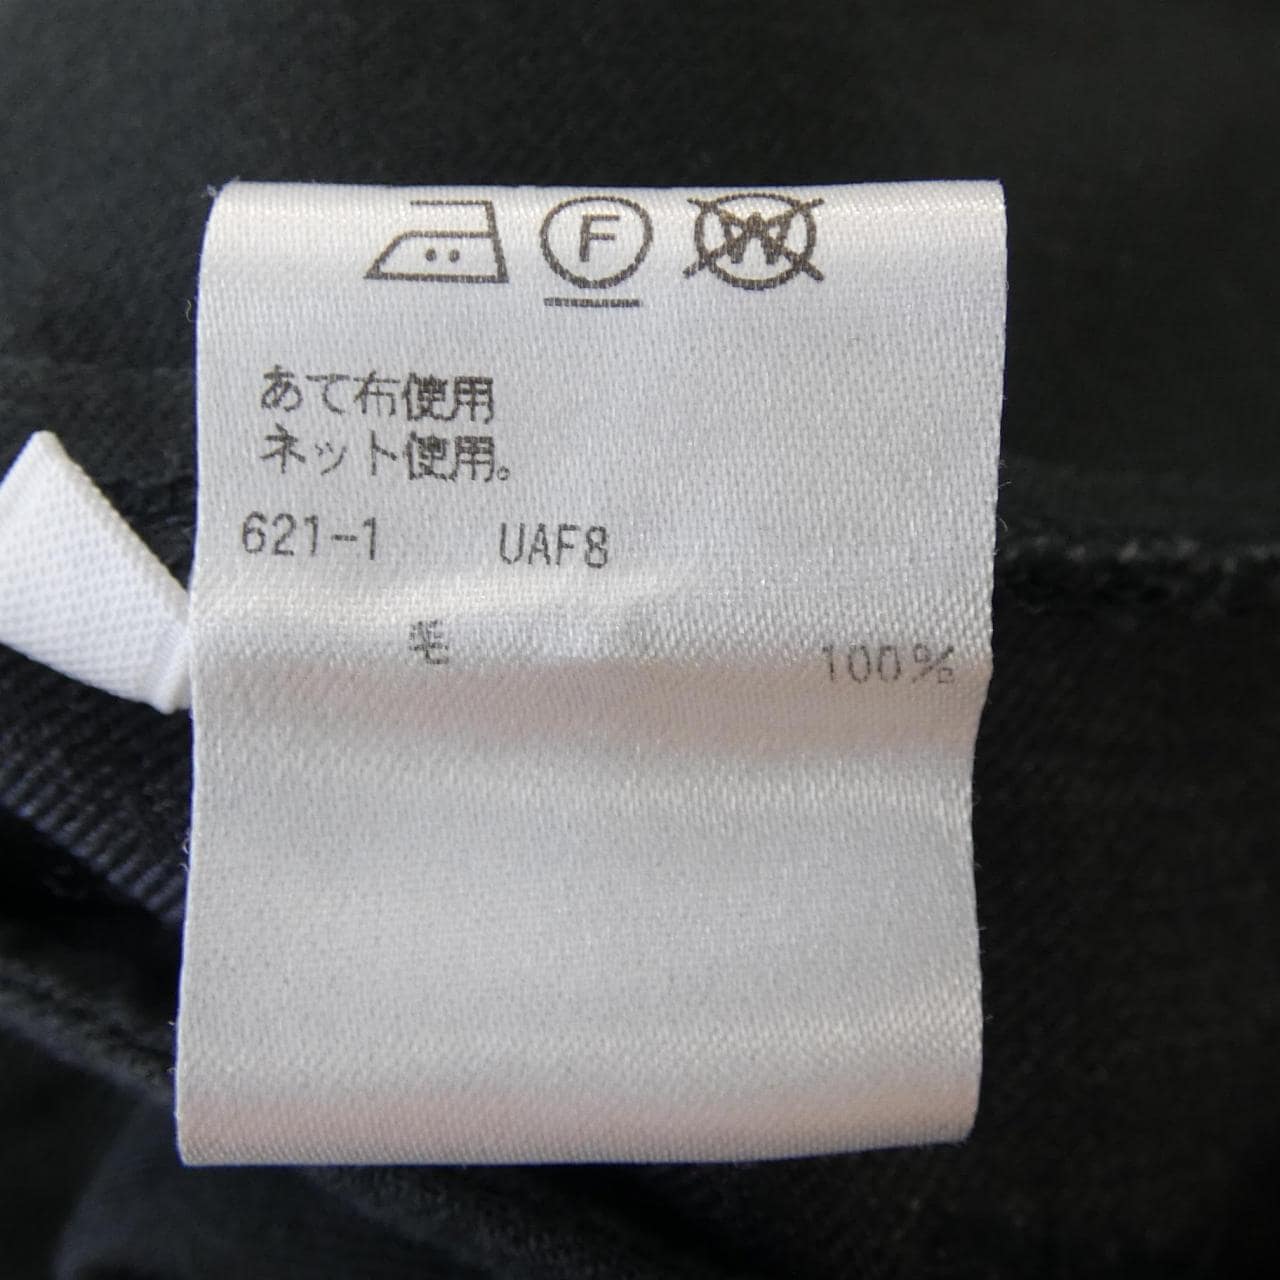 F W
あて布使用
ネット使用。
621-1 UAF8
毛 100%